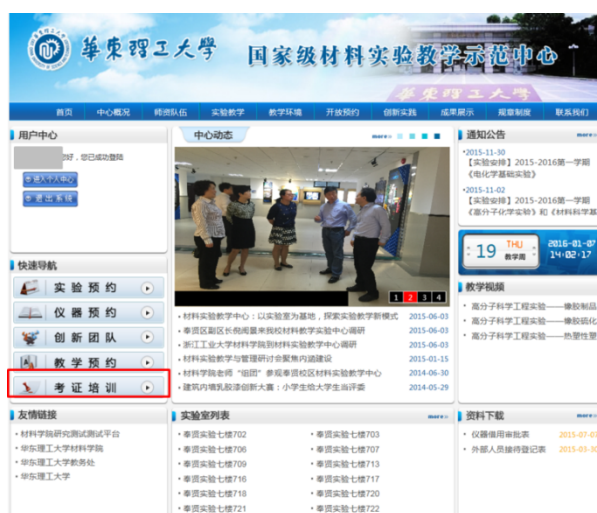 華東理工大學 国家级材料实验教学示范中心
華東理工大學
首页 中心概况 师资队伍 实验教学 教学环境 开放预约 创新实践 成果展示 规章制度 联系我们
用户中心
您好，您已成功登陆
进入个人中心
退出系统
快速导航
实验预约
仪器预约
创新团队
教学预约
考证培训
友情链接
·材料学院研究测试测试平台
·华东理工大学材料学院
·华东理工大学教务处
·华东理工大学
中心动态 more»
1 2 3 4
·材料实验教学中心：以实验室为基地，探索实验教学新模式 2015-06-03
·奉贤区副区长倪闽景来我校材料教学实验中心调研 2015-06-03
·浙江工业大学材料学院到材料实验教学中心调研 2015-06-03
·材料实验教学与管理研讨会聚焦内涵建设 2015-01-15
·材料学院老师“组团”参观奉贤校区材料实验教学中心 2014-06-30
·建筑内墙乳胶漆创新大赛：小学生给大学生当评委 2014-05-29
实验室列表 more»
·奉贤实验七楼702 ·奉贤实验七楼703
·奉贤实验七楼706 ·奉贤实验七楼707
·奉贤实验七楼709 ·奉贤实验七楼713
·奉贤实验七楼716 ·奉贤实验七楼717
·奉贤实验七楼718 ·奉贤实验七楼720
·奉贤实验七楼721 ·奉贤实验七楼722
通知公告 more»
·2015-11-30
【实验安排】2015-2016第一学期
《电化学基础实验》
·2015-11-02
【实验安排】2015-2016第一学期
《高分子化学实验》和《材料科学基
19 THU 教学周 2016-01-07 14:02:17
教学视频
·高分子科学工程实验——橡胶制品
·高分子科学工程实验——橡胶硫化
·高分子科学工程实验——热塑性塑
资料下载 more»
·仪器借用审批表 2015-07-03
·外部人员接待登记表 2015-03-30